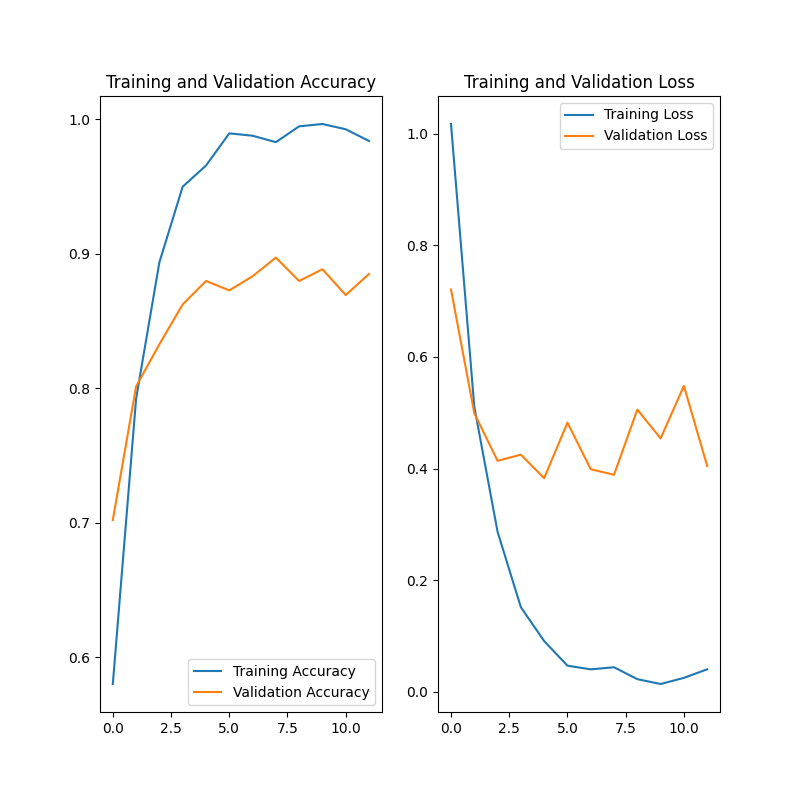 Training and Validation Accuracy
1.0
0.9
0.8
0.7
0.6
Training Accuracy
Validation Accuracy
0.0 2.5 5.0 7.5 10.0
Training and Validation Loss
Training Loss
Validation Loss
1.0
0.8
0.6
0.4
0.2
0.0
0.0 2.5 5.0 7.5 10.0